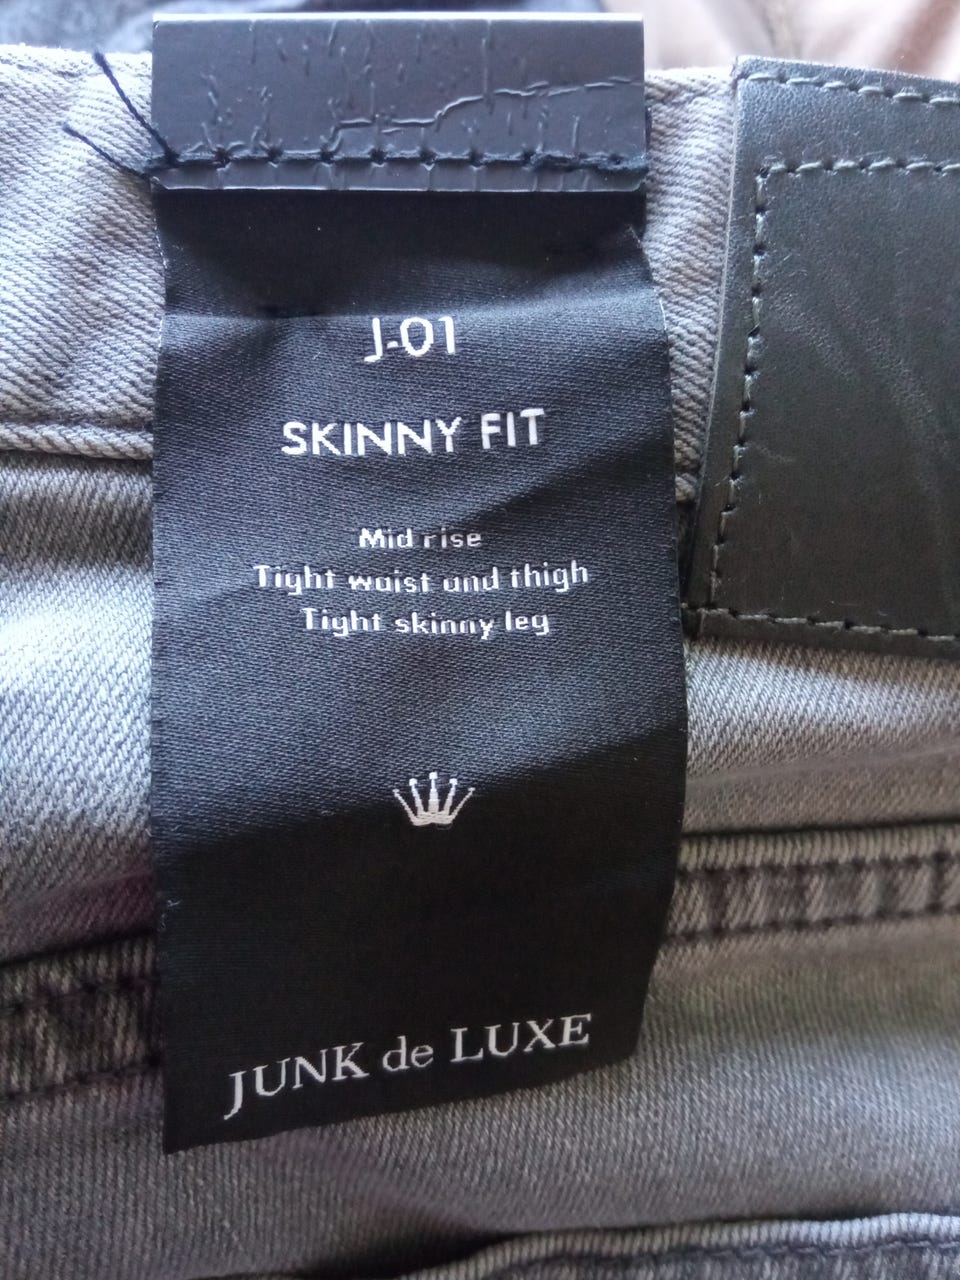 J-01
SKINNY FIT
Mid rise
Tight waist and thigh
Tight skinny leg
JUNK de LUXE